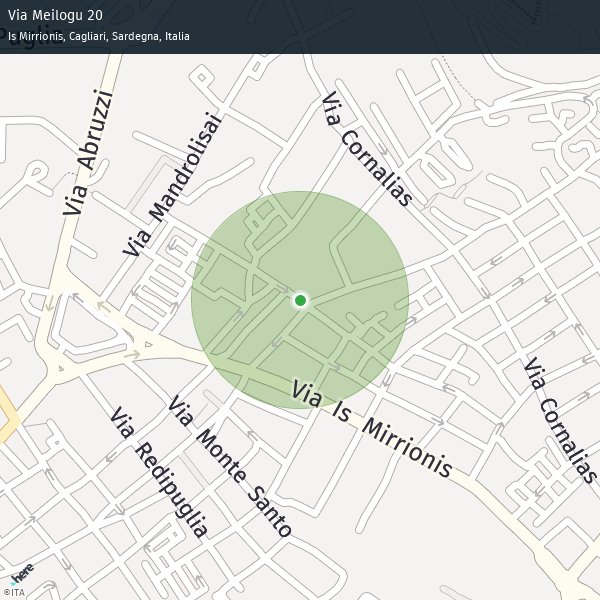 Via Meilogu 20
Is Mirrionis, Cagliari, Sardegna, Italia
Via Abruzzi
Via Mandrolisai
Via Cornalias
Via Is Mirrionis
Via Cornalias
Via Monte Santo
Via Redipuglia
here
©ITA